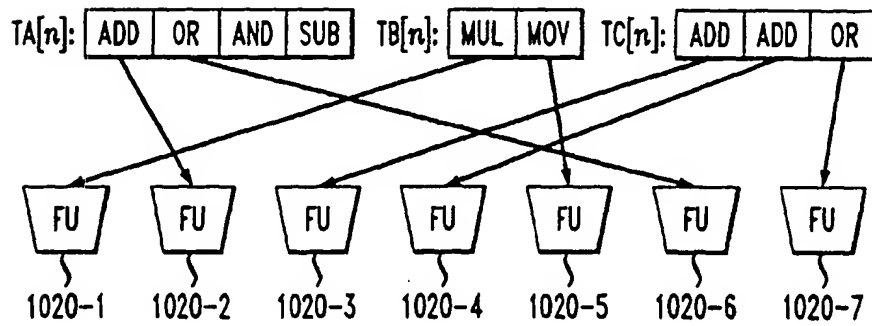 TA[n]: ADD OR AND SUB TB[n]: MUL MOV TC[n]: ADD ADD OR
FU FU FU FU FU FU FU
1020-1 1020-2 1020-3 1020-4 1020-5 1020-6 1020-7